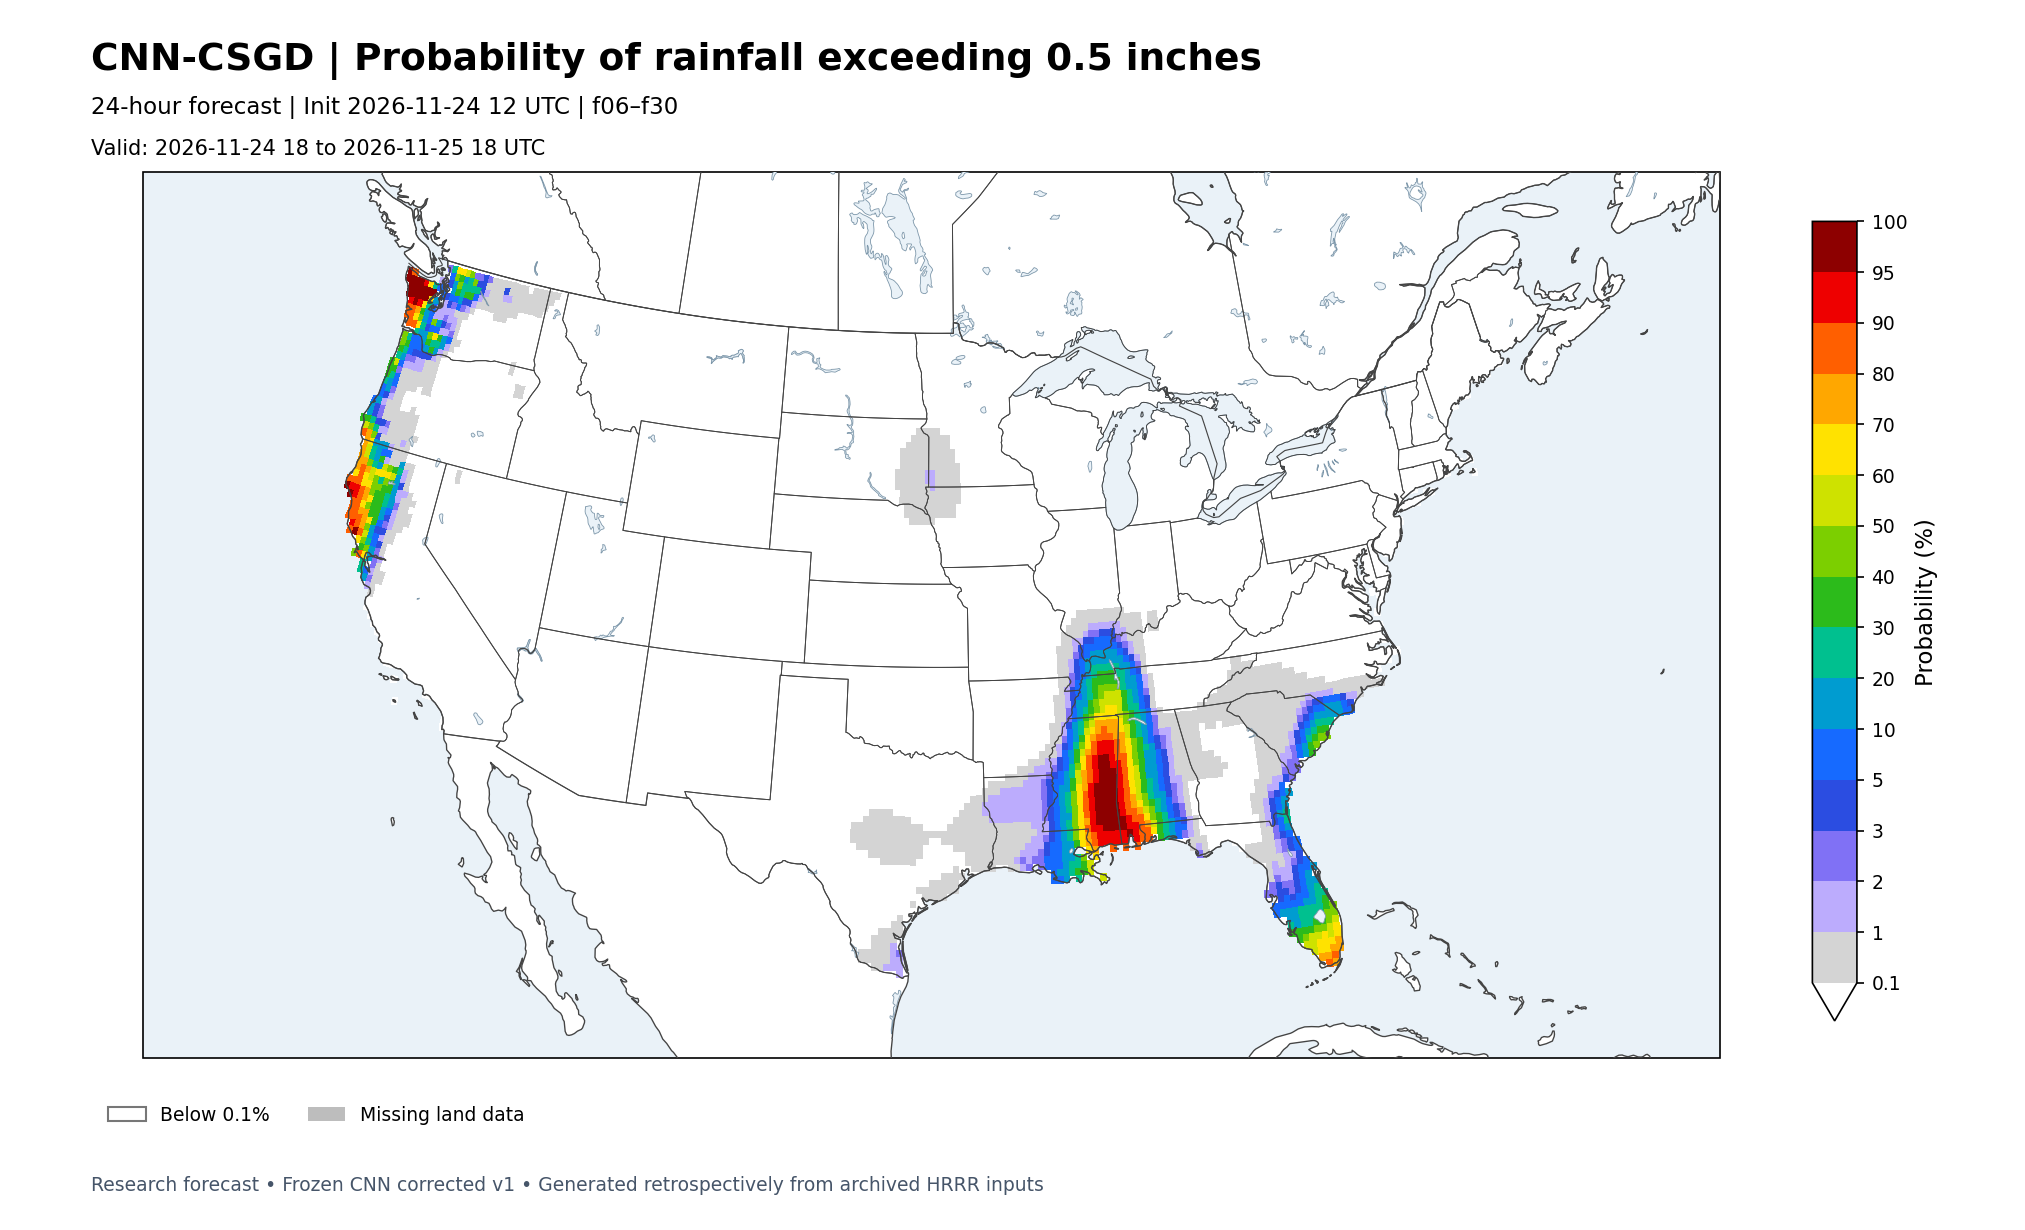 CNN-CSGD | Probability of rainfall exceeding 0.5 inches
24-hour forecast | Init 2026-11-24 12 UTC | f06–f30
Valid: 2026-11-24 18 to 2026-11-25 18 UTC
100
95
90
80
70
60
50
40
30
20
10
5
3
2
1
0.1
Probability (%)
Below 0.1%
Missing land data
Research forecast • Frozen CNN corrected v1 • Generated retrospectively from archived HRRR inputs